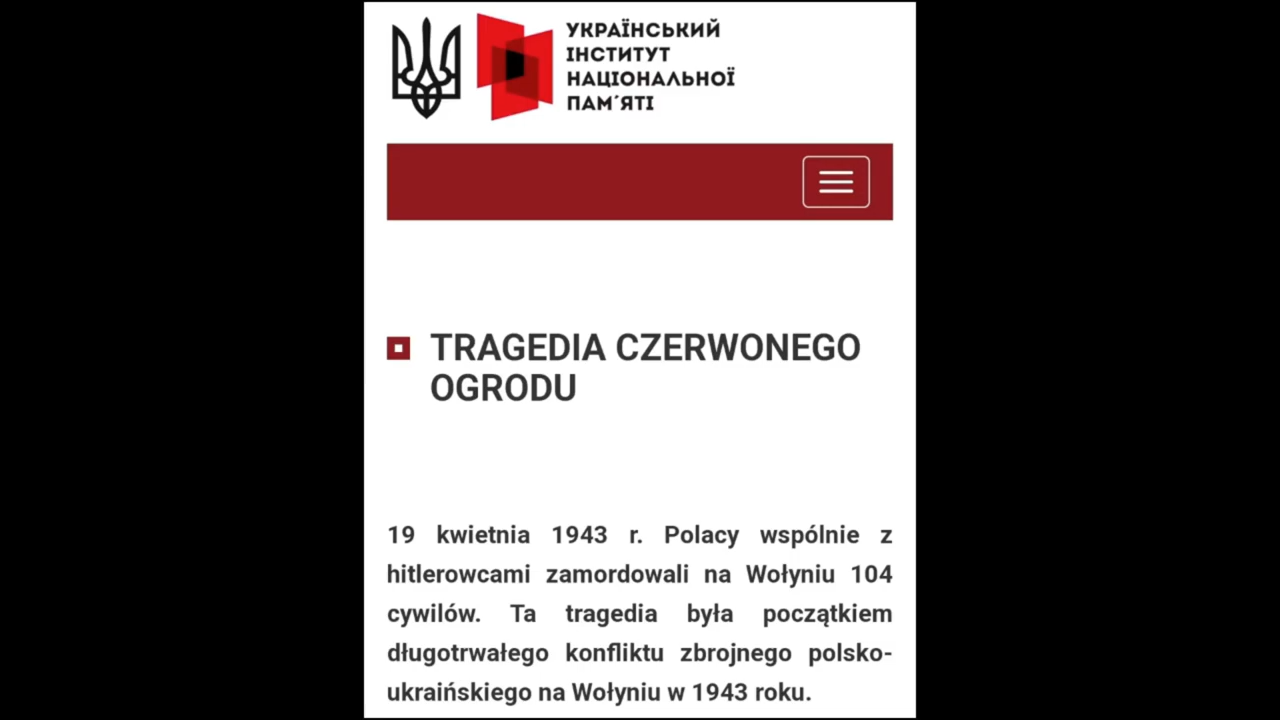 УКРАЇНСЬКИЙ
ІНСТИТУТ
НАЦІОНАЛЬНОЇ
ПАМ´ЯТІ
TRAGEDIA CZERWONEGO
OGRODU
19 kwietnia 1943 r. Polacy wspólnie z
hitlerowcami zamordowali na Wołyniu 104
cywilów. Ta tragedia była początkiem
długotrwałego konfliktu zbrojnego polsko-
ukraińskiego na Wołyniu w 1943 roku.